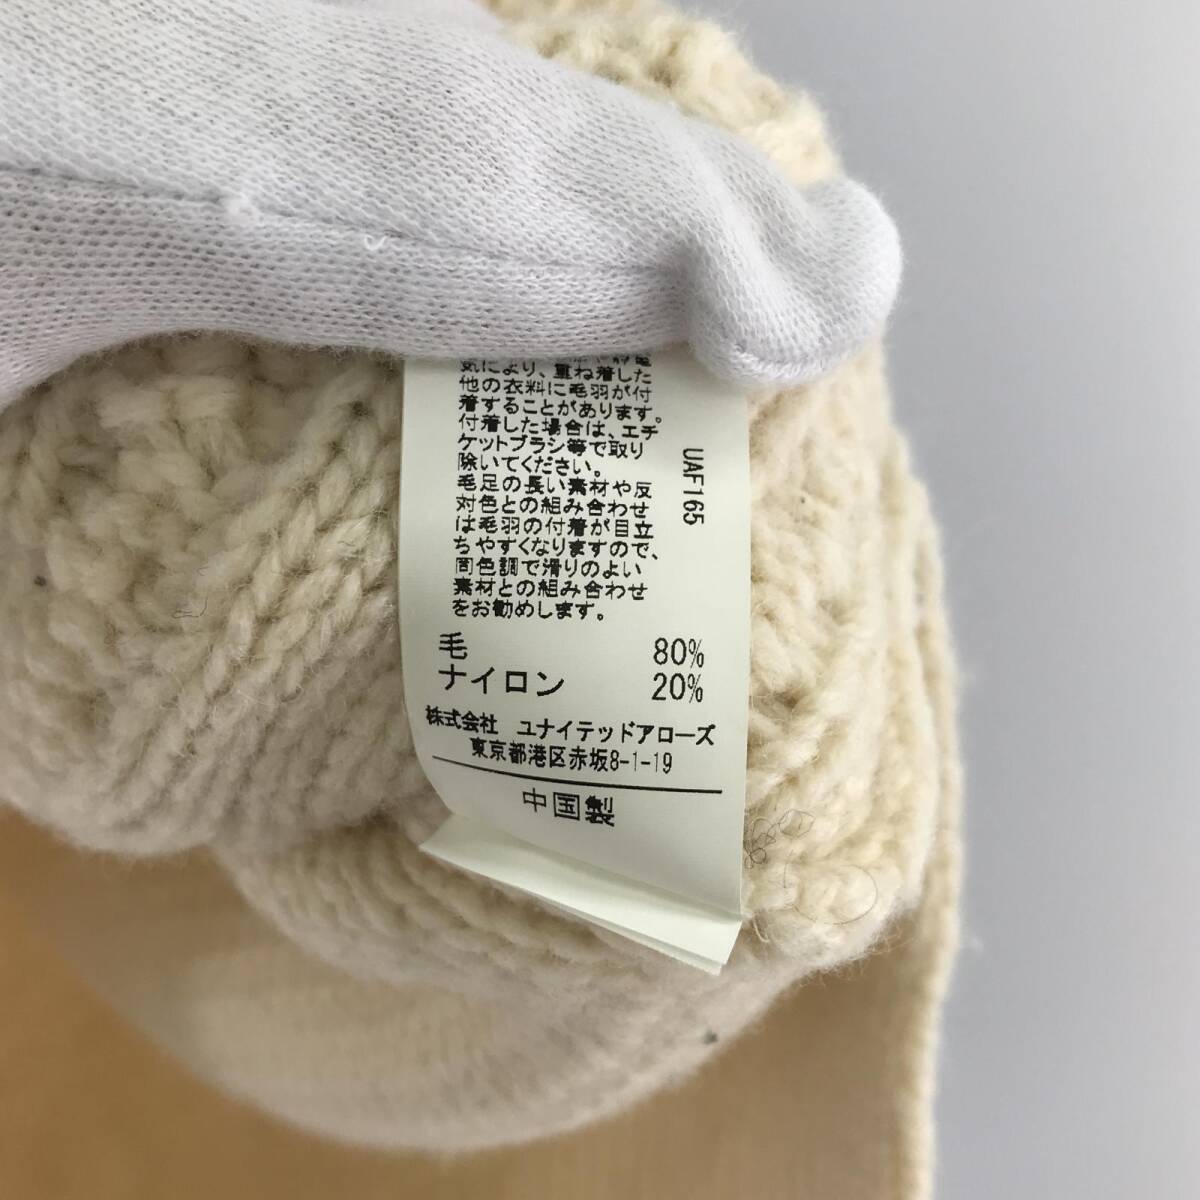 気により、重ね着した
他の衣料に毛羽が付
着することがあります。
付着した場合は、エチ
ケットブラシ等で取り
除いてください。
毛足の長い素材や反
対色との組み合わせ
は毛羽の付着が目立
ちやすくなりますので、
同色調で滑りのよい
素材との組み合わせ
をお勧めします。
UAF165
毛 80%
ナイロン 20%
株式会社 ユナイテッドアローズ
東京都港区赤坂8-1-19
中国製